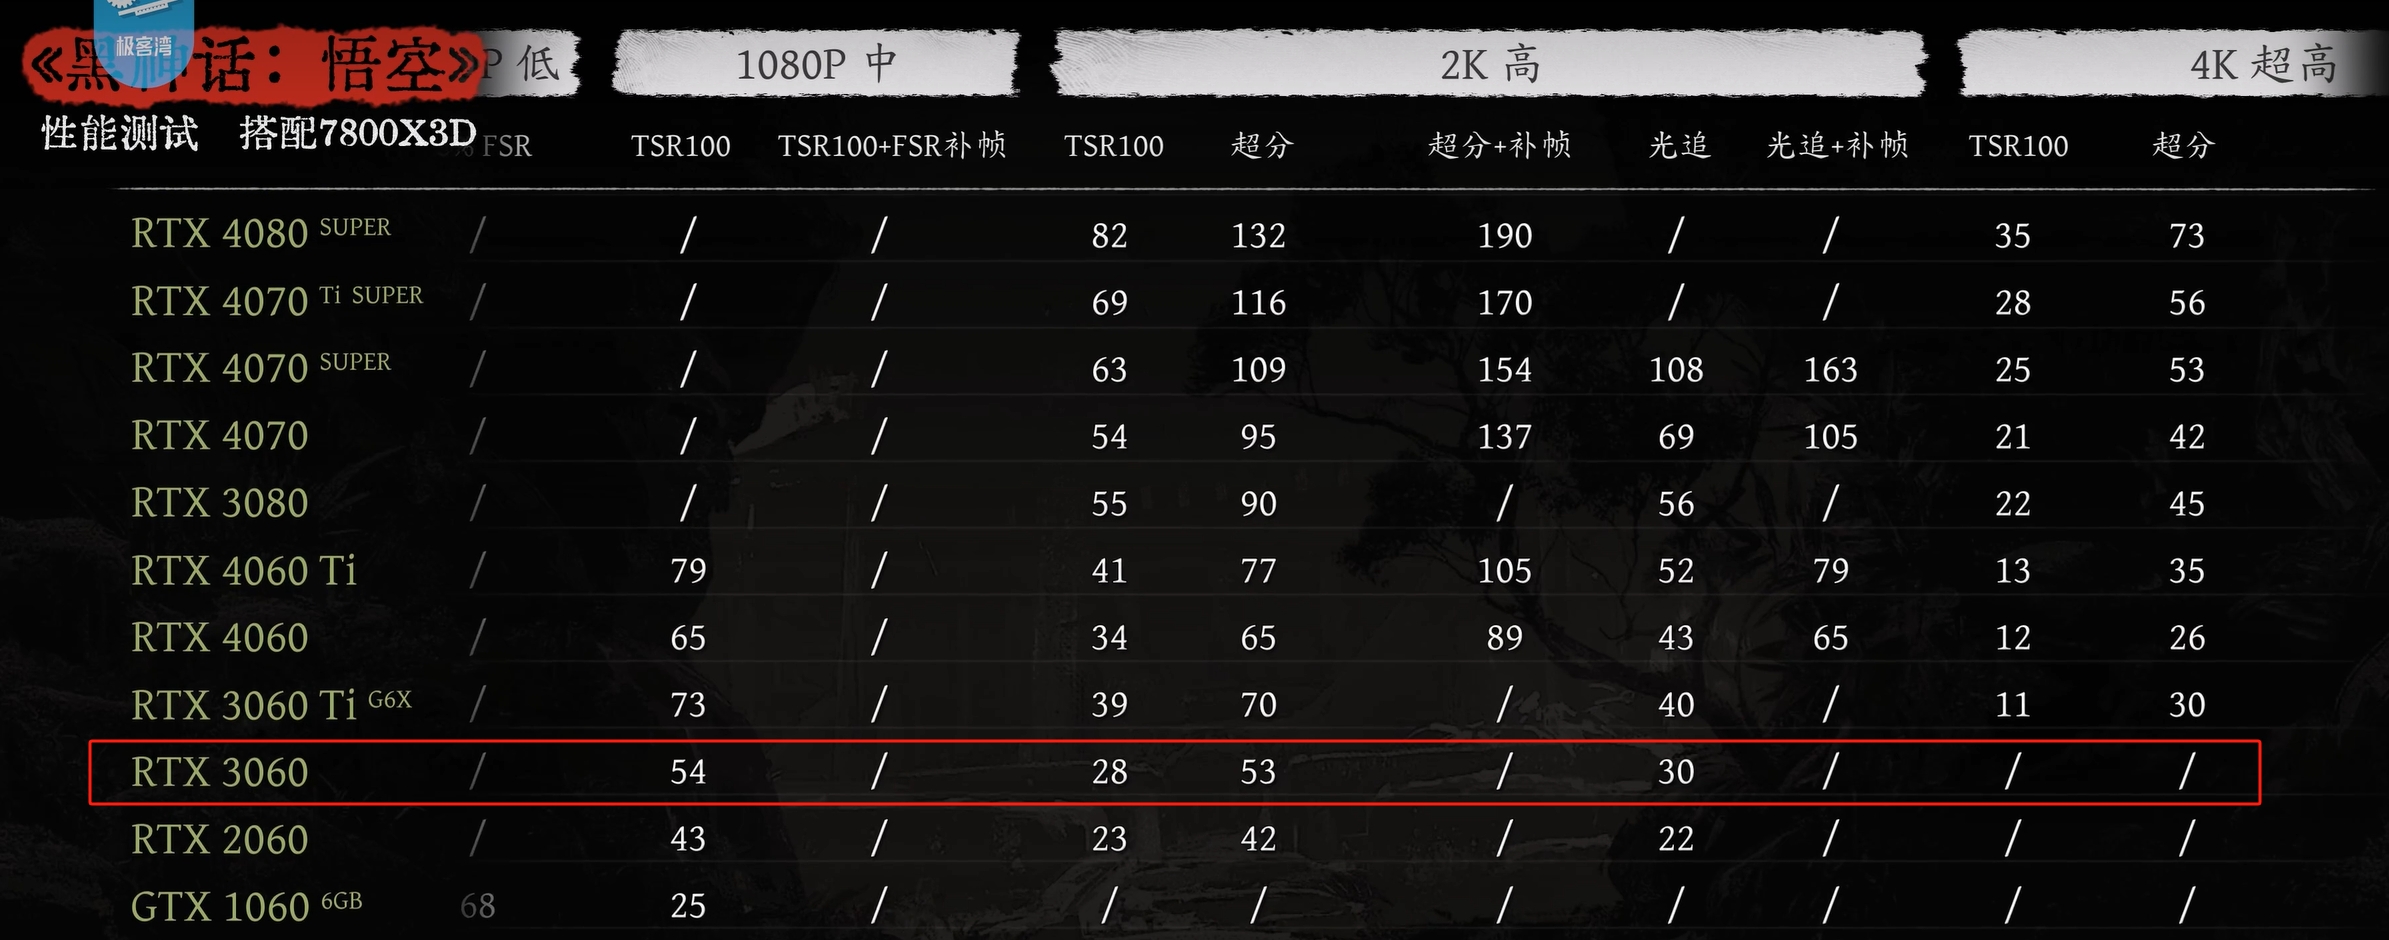 极客湾
《黑神话：悟空》 P 低 1080P 中 2K 高 4K 超高
性能测试 搭配7800X3D % FSR TSR100 TSR100+FSR补帧 TSR100 超分 超分+补帧 光追 光追+补帧 TSR100 超分
RTX 4080 SUPER / / / 82 132 190 / / 35 73
RTX 4070 Ti SUPER / / / 69 116 170 / / 28 56
RTX 4070 SUPER / / / 63 109 154 108 163 25 53
RTX 4070 / / / 54 95 137 69 105 21 42
RTX 3080 / / / 55 90 / 56 / 22 45
RTX 4060 Ti / 79 / 41 77 105 52 79 13 35
RTX 4060 / 65 / 34 65 89 43 65 12 26
RTX 3060 Ti G6X / 73 / 39 70 / 40 / 11 30
RTX 3060 / 54 / 28 53 / 30 / / /
RTX 2060 / 43 / 23 42 / 22 / / /
GTX 1060 6GB 68 25 / / / / / / / /